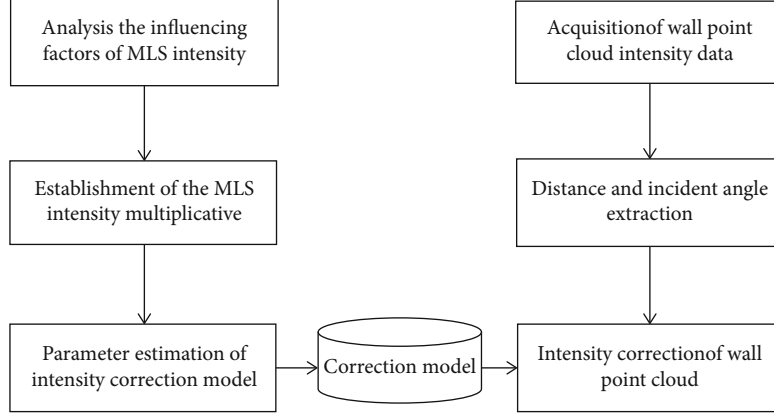 Analysis the influencing
factors of MLS intensity
Establishment of the MLS
intensity multiplicative
Parameter estimation of
intensity correction model
Correction model
Acquisitionof wall point
cloud intensity data
Distance and incident angle
extraction
Intensity correctionof wall
point cloud